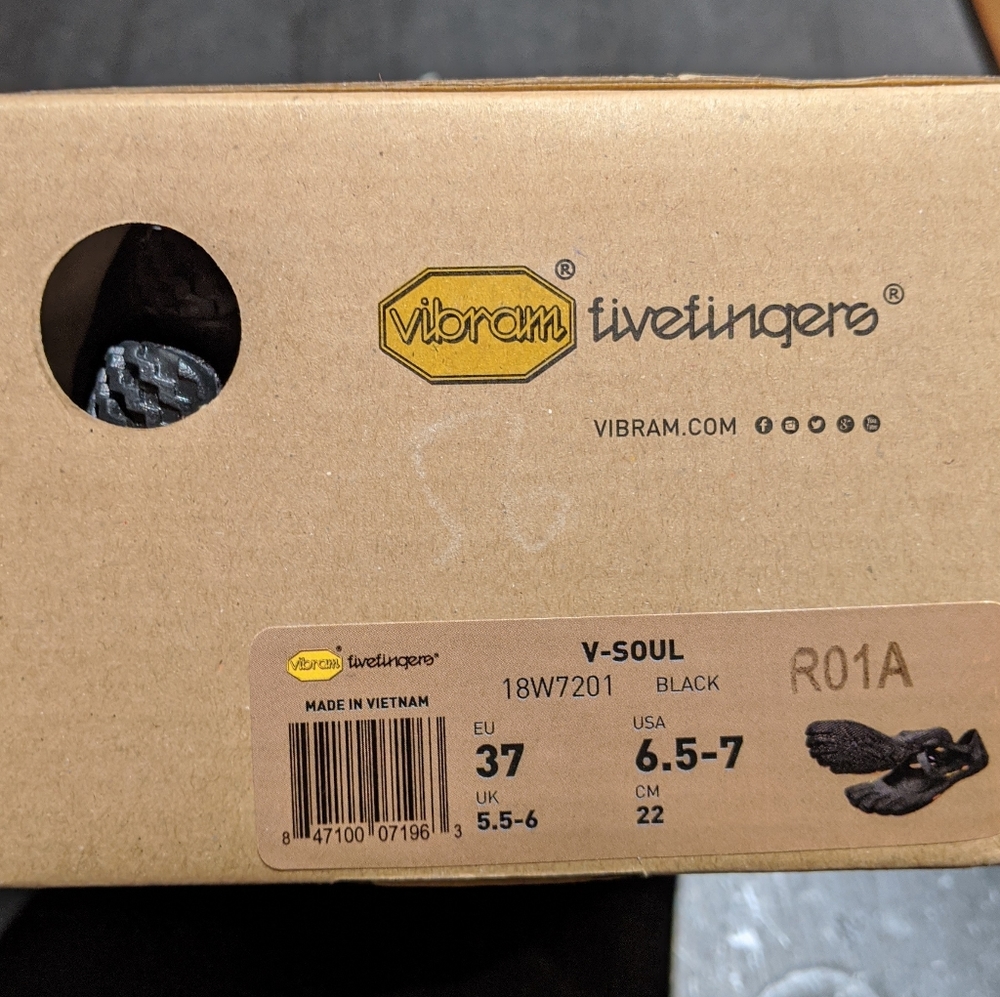 vibram® fivefingers®
VIBRAM.COM
vibram® fivefingers®
MADE IN VIETNAM
8 47100 07196 3
V-SOUL
18W7201 BLACK
R01A
EU
37
USA
6.5-7
UK
5.5-6
CM
22